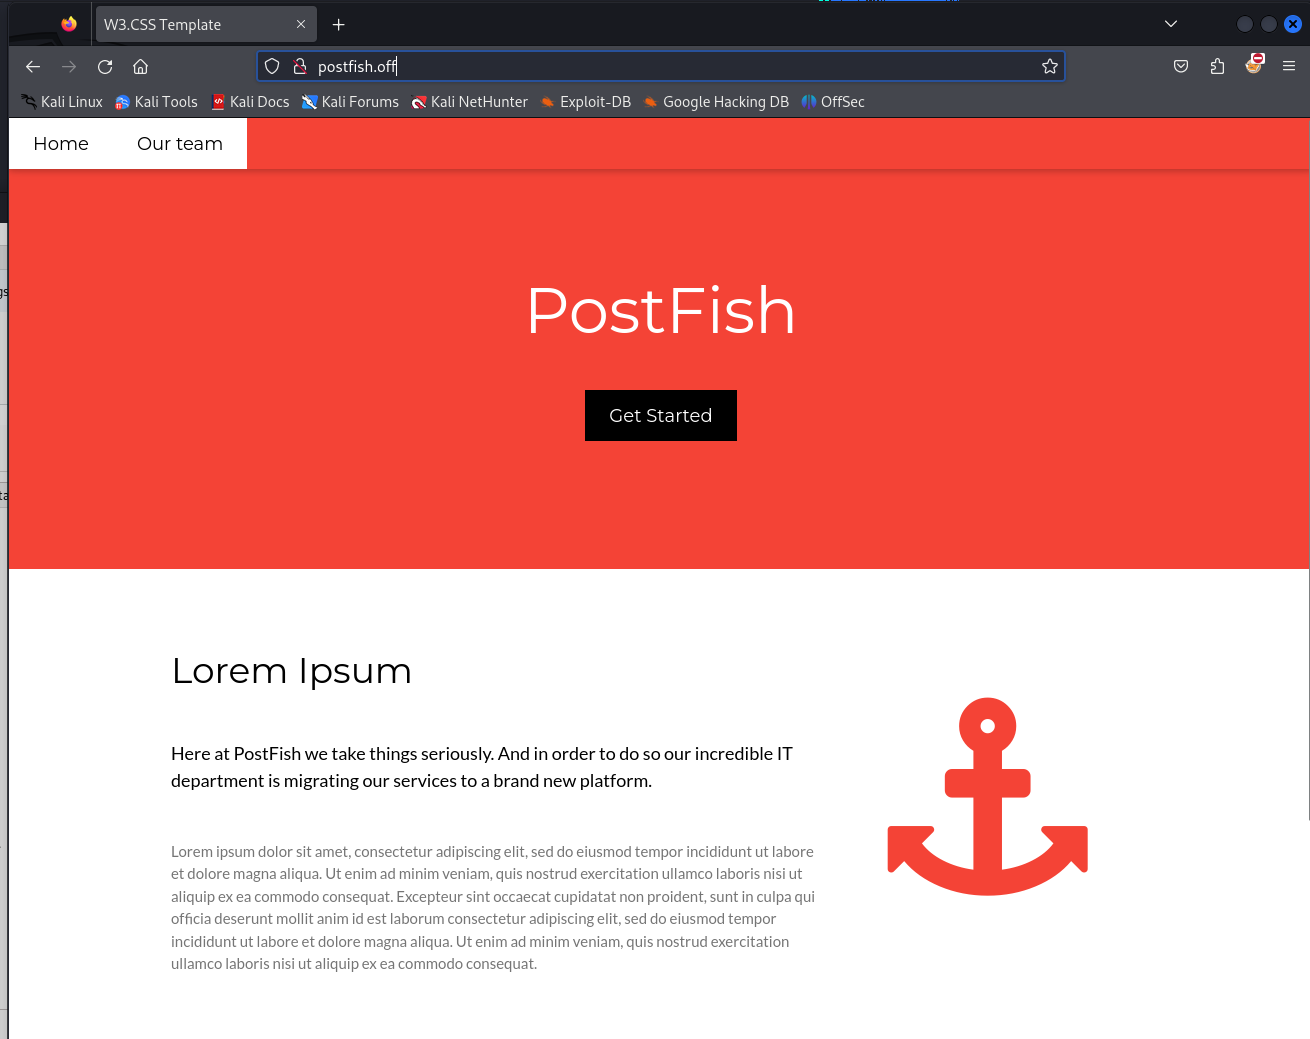 W3.CSS Template
postfish.off
Kali Linux Kali Tools Kali Docs Kali Forums Kali NetHunter Exploit-DB Google Hacking DB OffSec
Home Our team
PostFish
Get Started
Lorem Ipsum
Here at PostFish we take things seriously. And in order to do so our incredible IT
department is migrating our services to a brand new platform.
Lorem ipsum dolor sit amet, consectetur adipiscing elit, sed do eiusmod tempor incididunt ut labore
et dolore magna aliqua. Ut enim ad minim veniam, quis nostrud exercitation ullamco laboris nisi ut
aliquip ex ea commodo consequat. Excepteur sint occaecat cupidatat non proident, sunt in culpa qui
officia deserunt mollit anim id est laborum consectetur adipiscing elit, sed do eiusmod tempor
incididunt ut labore et dolore magna aliqua. Ut enim ad minim veniam, quis nostrud exercitation
ullamco laboris nisi ut aliquip ex ea commodo consequat.